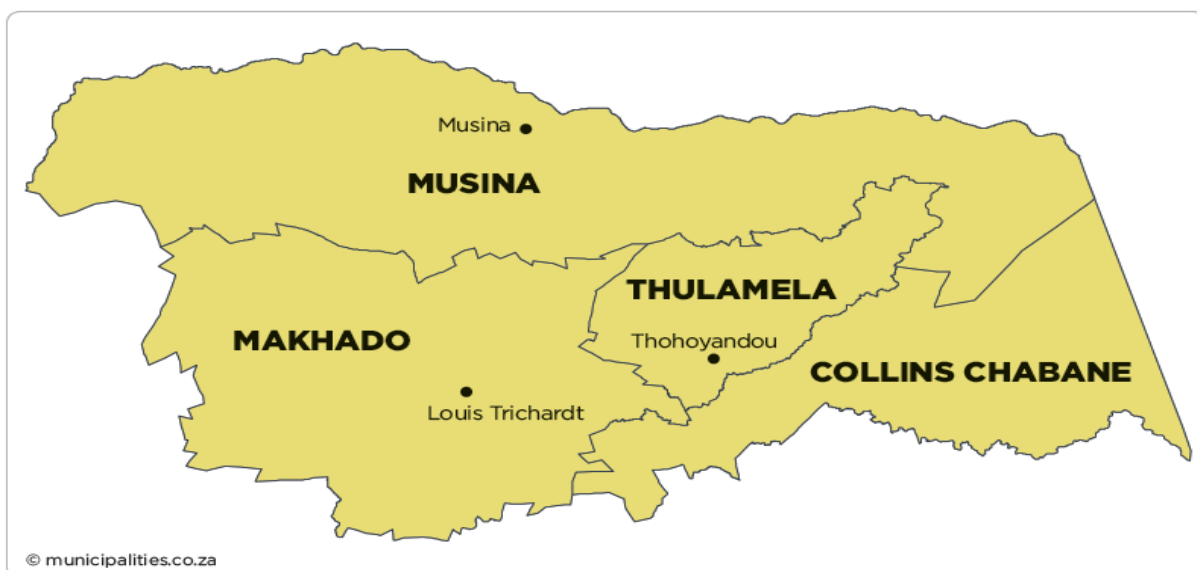 Musina
MUSINA
THULAMELA
MAKHADO
Thohoyandou
COLLINS CHABANE
Louis Trichardt
© municipalities.co.za